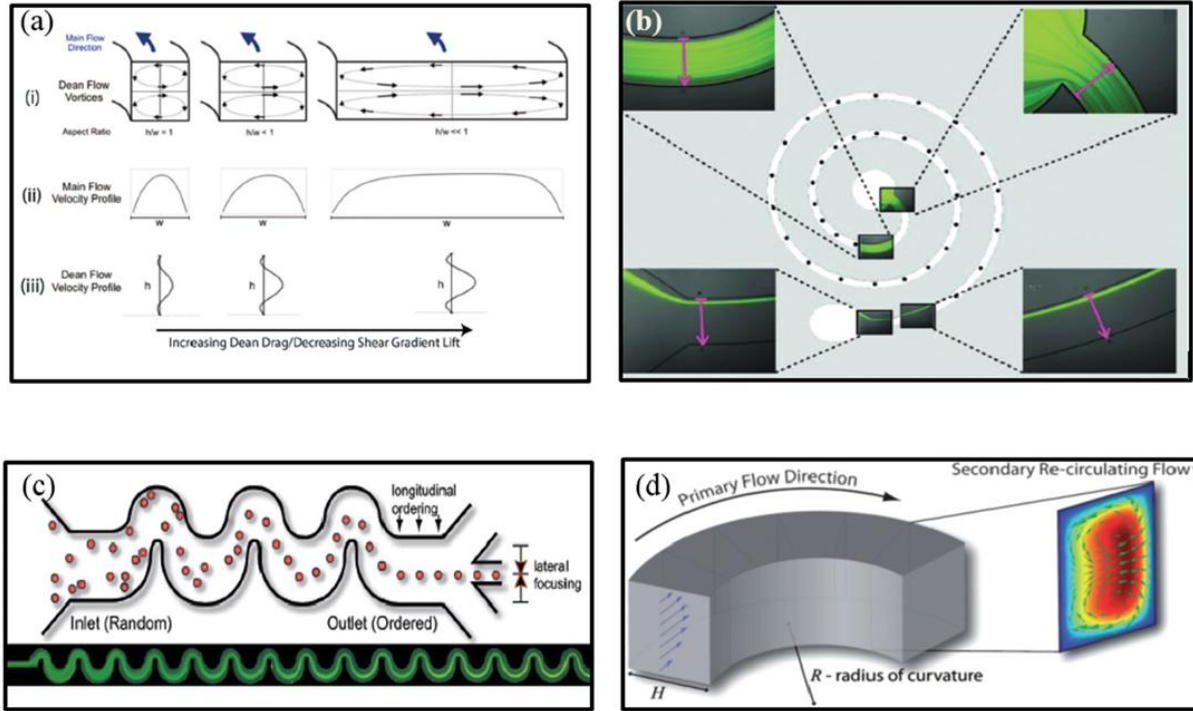 (a)
Main Flow
Direction
(i)
Dean Flow
Vortices
Aspect Ratio
h/w = 1
h/w < 1
h/w << 1
(ii)
Main Flow
Velocity Profile
w
w
w
(iii)
Dean Flow
Velocity Profile
h
h
h
Increasing Dean Drag/Decreasing Shear Gradient Lift
(b)
(c)
longitudinal
ordering
lateral
focusing
Inlet (Random)
Outlet (Ordered)
(d)
Primary Flow Direction
Secondary Re-circulating Flow
R - radius of curvature
H